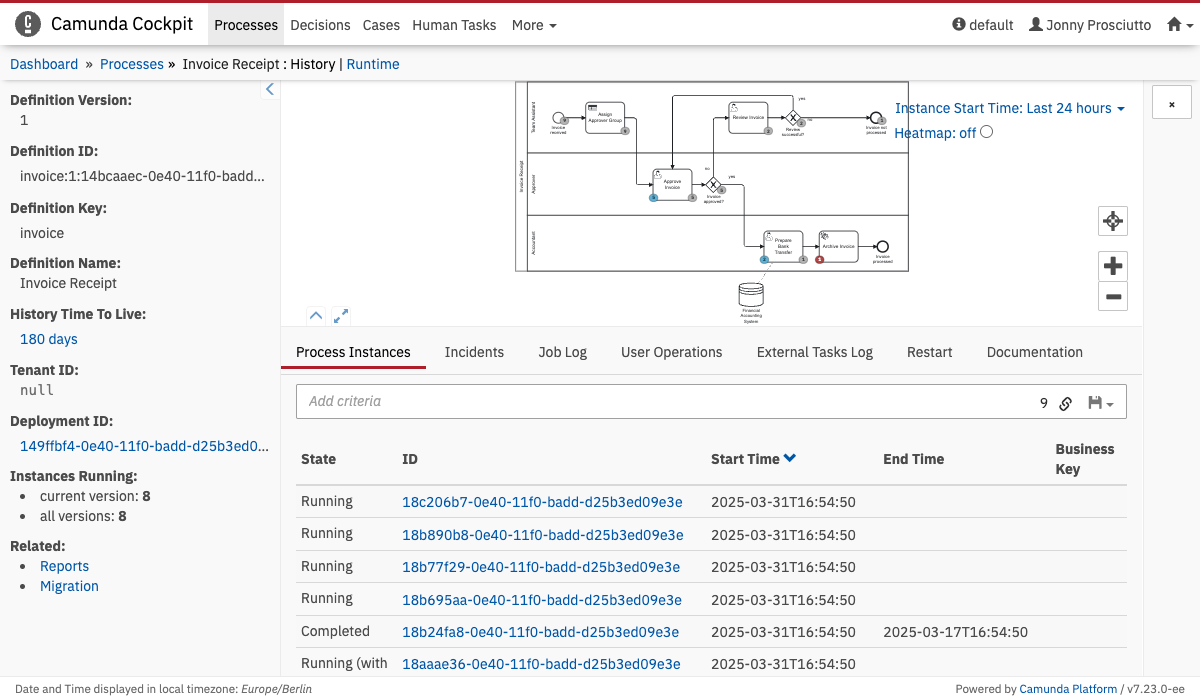 Camunda Cockpit Processes Decisions Cases Human Tasks More default Jonny Prosciutto
Dashboard » Processes » Invoice Receipt : History | Runtime
Definition Version:
1
Definition ID:
invoice:1:14bcaaec-0e40-11f0-badd...
Definition Key:
invoice
Definition Name:
Invoice Receipt
History Time To Live:
180 days
Tenant ID:
null
Deployment ID:
149ffbf4-0e40-11f0-badd-d25b3ed0...
Instances Running:
current version: 8
all versions: 8
Related:
Reports
Migration
Invoice Receipt
Team Assistant
Approver
Accountant
Invoice
received
Assign
Approver Group
Review Invoice
Review
successful?
yes
no
Invoice not
processed
Approve
Invoice
Invoice
approved?
no
yes
Prepare
Bank
Transfer
Archive Invoice
Invoice
processed
Financial
Accounting
System
Instance Start Time: Last 24 hours
Heatmap: off
×
Process Instances Incidents Job Log User Operations External Tasks Log Restart Documentation
Add criteria 9
State ID Start Time End Time Business
Key
Running 18c206b7-0e40-11f0-badd-d25b3ed09e3e 2025-03-31T16:54:50
Running 18b890b8-0e40-11f0-badd-d25b3ed09e3e 2025-03-31T16:54:50
Running 18b77f29-0e40-11f0-badd-d25b3ed09e3e 2025-03-31T16:54:50
Running 18b695aa-0e40-11f0-badd-d25b3ed09e3e 2025-03-31T16:54:50
Completed 18b24fa8-0e40-11f0-badd-d25b3ed09e3e 2025-03-31T16:54:50 2025-03-17T16:54:50
Running (with 18aaae36-0e40-11f0-badd-d25b3ed09e3e 2025-03-31T16:54:50
Date and Time displayed in local timezone: Europe/Berlin
Powered by Camunda Platform / v7.23.0-ee